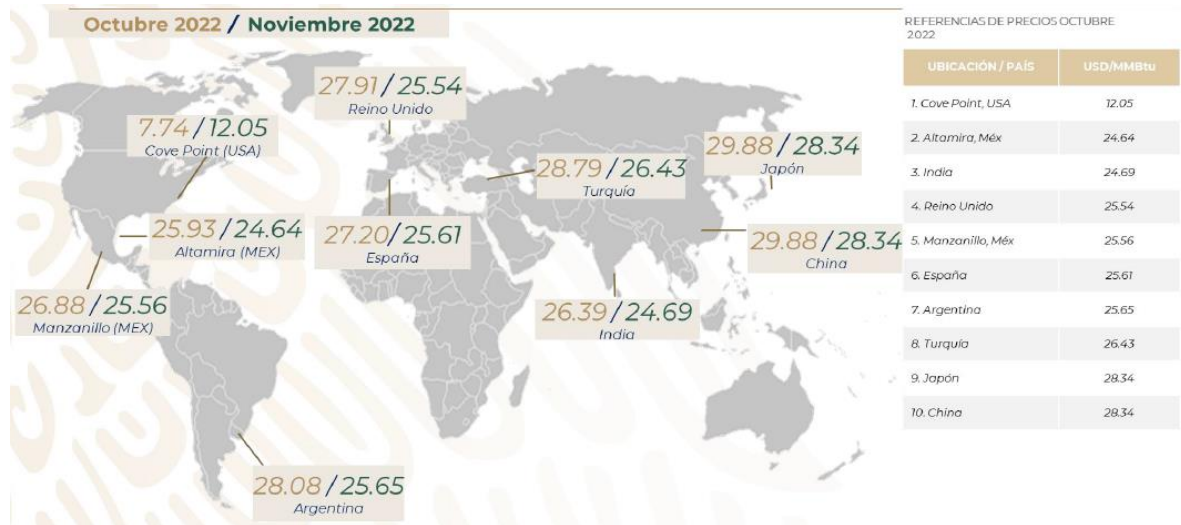 Octubre 2022 / Noviembre 2022
27.91 / 25.54
Reino Unido
7.74 / 12.05
Cove Point (USA)
29.88 / 28.34
Japón
28.79 / 26.43
Turquía
25.93 / 24.64
Altamira (MEX)
27.20/ 25.61
España
29.88 / 28.34
China
26.88 / 25.56
Manzanillo (MEX)
26.39 / 24.69
India
28.08 / 25.65
Argentina
REFERENCIAS DE PRECIOS OCTUBRE
2022
UBICACIÓN / PAÍS USD/MMBtu
1. Cove Point, USA 12.05
2. Altamira, Méx 24.64
3. India 24.69
4. Reino Unido 25.54
5. Manzanillo, Méx 25.56
6. España 25.61
7. Argentina 25.65
8. Turquía 26.43
9. Japón 28.34
10. China 28.34